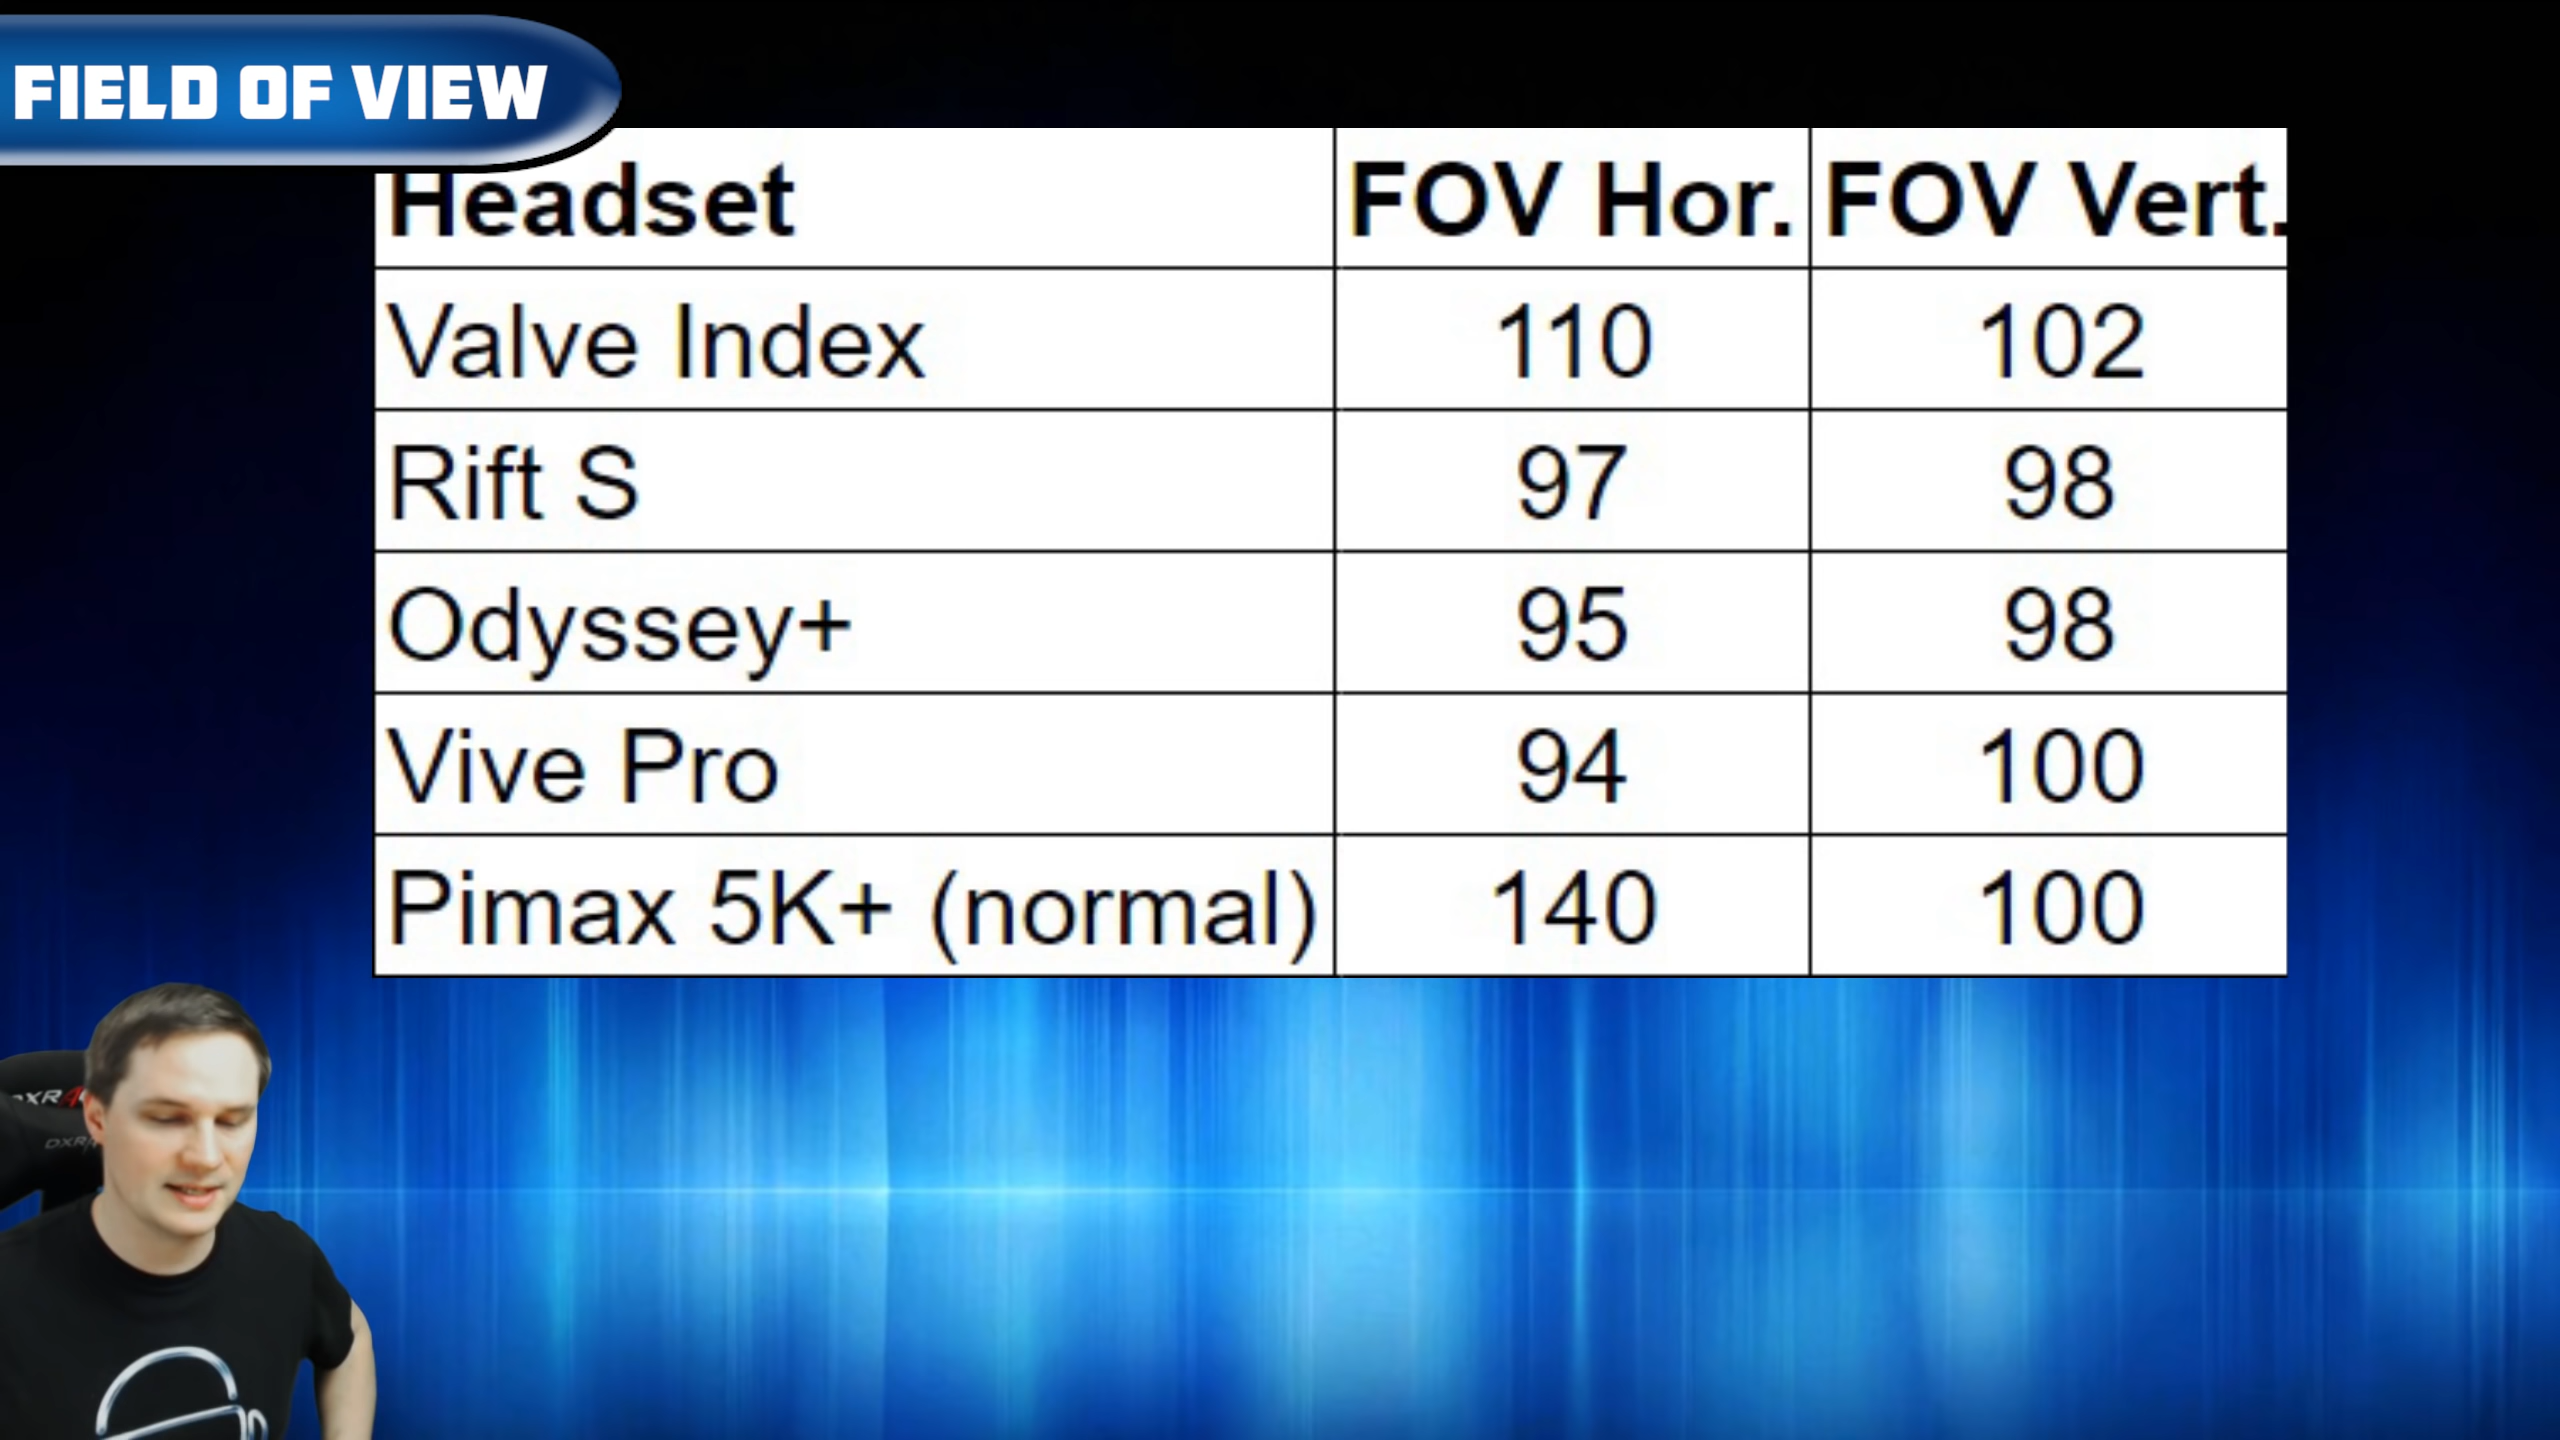 FIELD OF VIEW
Headset FOV Hor. FOV Vert.
Valve Index 110 102
Rift S 97 98
Odyssey+ 95 98
Vive Pro 94 100
Pimax 5K+ (normal) 140 100